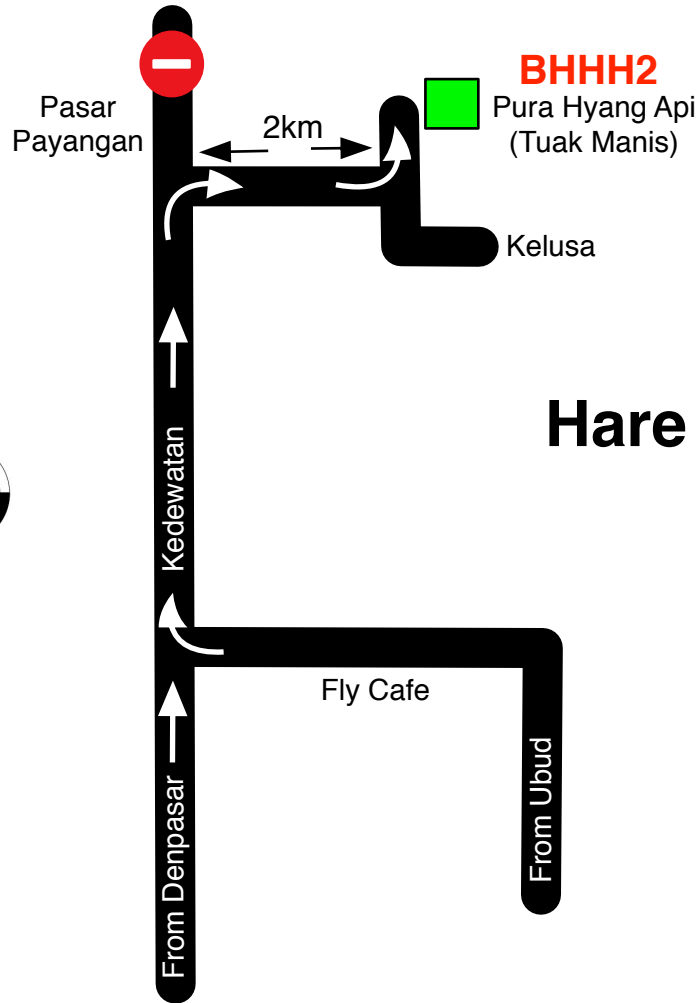 BHHH2
Pura Hyang Api
(Tuak Manis)
Pasar
Payangan
2km
Kelusa
Hare
Kedewatan
Fly Cafe
From Denpasar
From Ubud